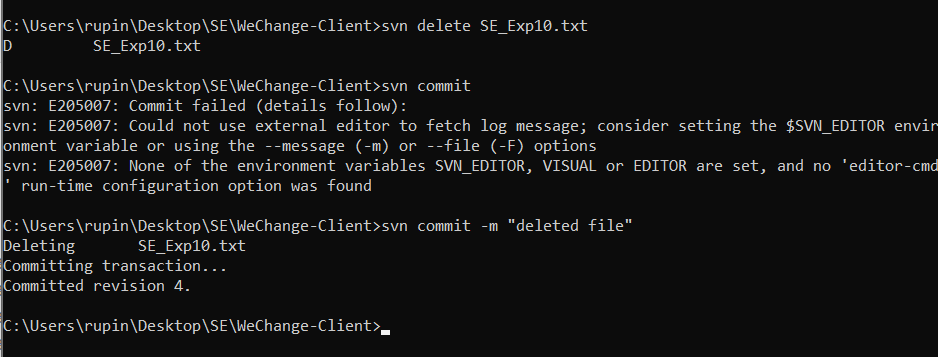 C:\Users\rupin\Desktop\SE\WeChange-Client>svn delete SE_Exp10.txt
D         SE_Exp10.txt
C:\Users\rupin\Desktop\SE\WeChange-Client>svn commit
svn: E205007: Commit failed (details follow):
svn: E205007: Could not use external editor to fetch log message; consider setting the $SVN_EDITOR envir
onment variable or using the --message (-m) or --file (-F) options
svn: E205007: None of the environment variables SVN_EDITOR, VISUAL or EDITOR are set, and no 'editor-cmd
' run-time configuration option was found
C:\Users\rupin\Desktop\SE\WeChange-Client>svn commit -m "deleted file"
Deleting       SE_Exp10.txt
Committing transaction...
Committed revision 4.
C:\Users\rupin\Desktop\SE\WeChange-Client>